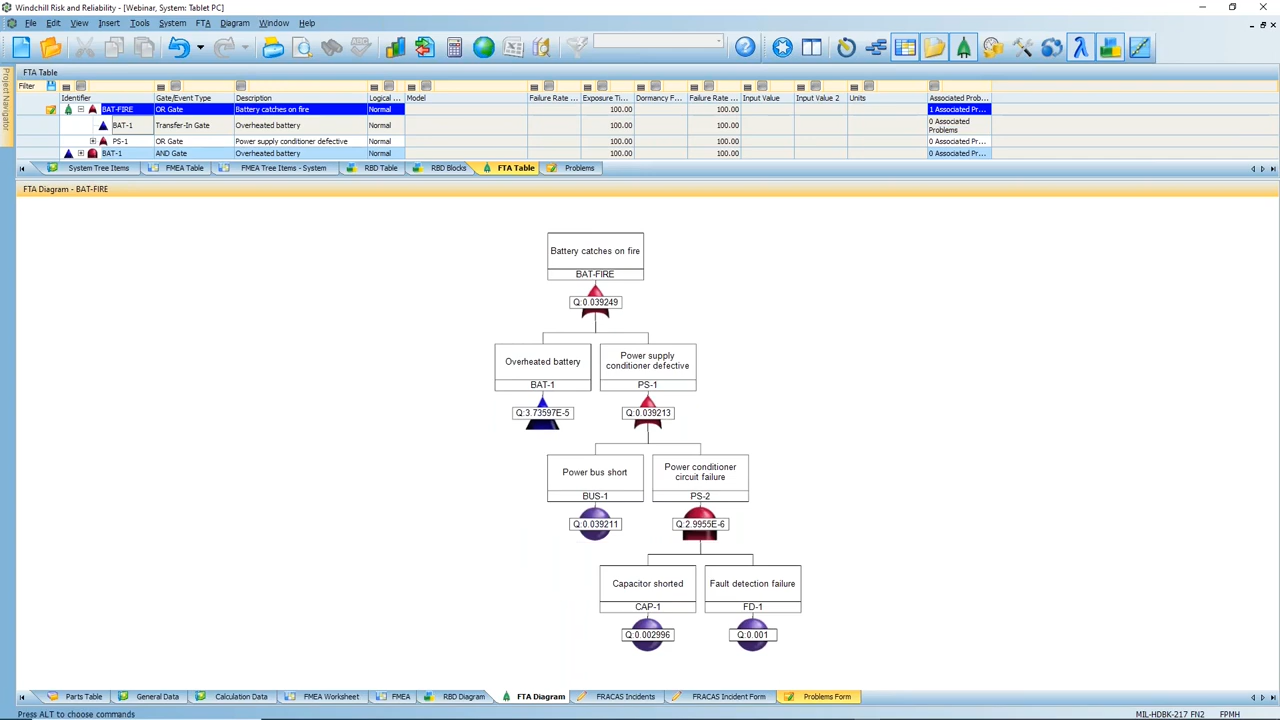 Windchill Risk and Reliability - [Webinar, System: Tablet PC]
File Edit View Insert Tools System FTA Diagram Window Help
Project Navigator
FTA Table
Filter
Identifier Gate/Event Type Description Logical ... Model Failure Rate ... Exposure Ti... Dormancy F... Failure Rate ... Input Value Input Value 2 Units Associated Prob...
BAT-FIRE OR Gate Battery catches on fire Normal 100.00 100.00 1 Associated Pr...
BAT-1 Transfer-In Gate Overheated battery Normal 100.00 100.00 0 Associated
Problems
PS-1 OR Gate Power supply conditioner defective Normal 100.00 100.00 0 Associated Pr...
BAT-1 AND Gate Overheated battery Normal 100.00 100.00 0 Associated Pr...
System Tree Items FMEA Table FMEA Tree Items - System RBD Table RBD Blocks FTA Table Problems
FTA Diagram - BAT-FIRE
Battery catches on fire
BAT-FIRE
Q:0.039249
Overheated battery
BAT-1
Q:3.73597E-5
Power supply
conditioner defective
PS-1
Q:0.039213
Power bus short
BUS-1
Q:0.039211
Power conditioner
circuit failure
PS-2
Q:2.9955E-6
Capacitor shorted
CAP-1
Q:0.002996
Fault detection failure
FD-1
Q:0.001
Parts Table General Data Calculation Data FMEA Worksheet FMEA RBD Diagram FTA Diagram FRACAS Incidents FRACAS Incident Form Problems Form
Press ALT to choose commands MIL-HDBK-217 FN2 FPMH